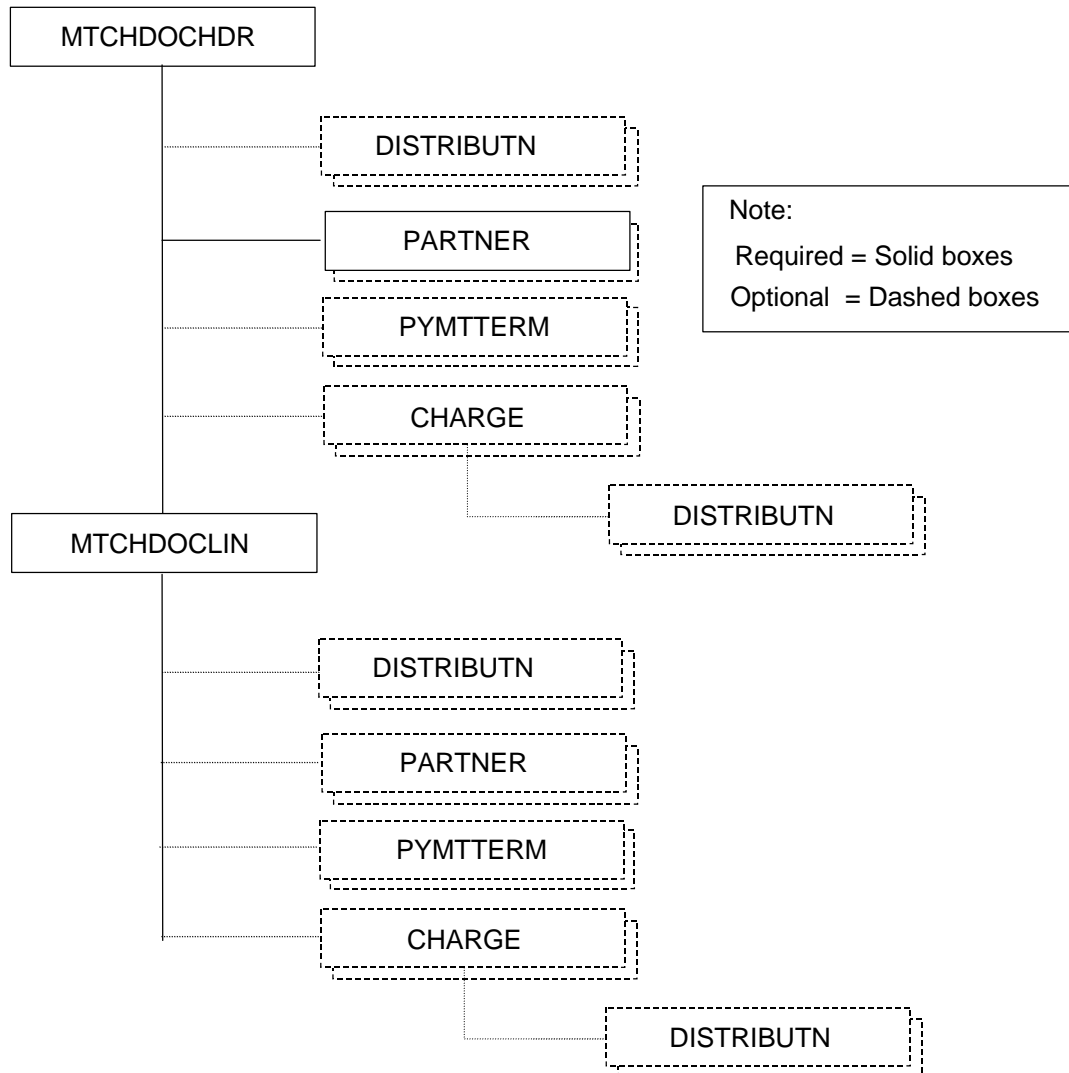 MTCHDOCHDR
DISTRIBUTN
PARTNER
Note:
Required = Solid boxes
Optional = Dashed boxes
PYMTTERM
CHARGE
DISTRIBUTN
MTCHDOCLIN
DISTRIBUTN
PARTNER
PYMTTERM
CHARGE
DISTRIBUTN